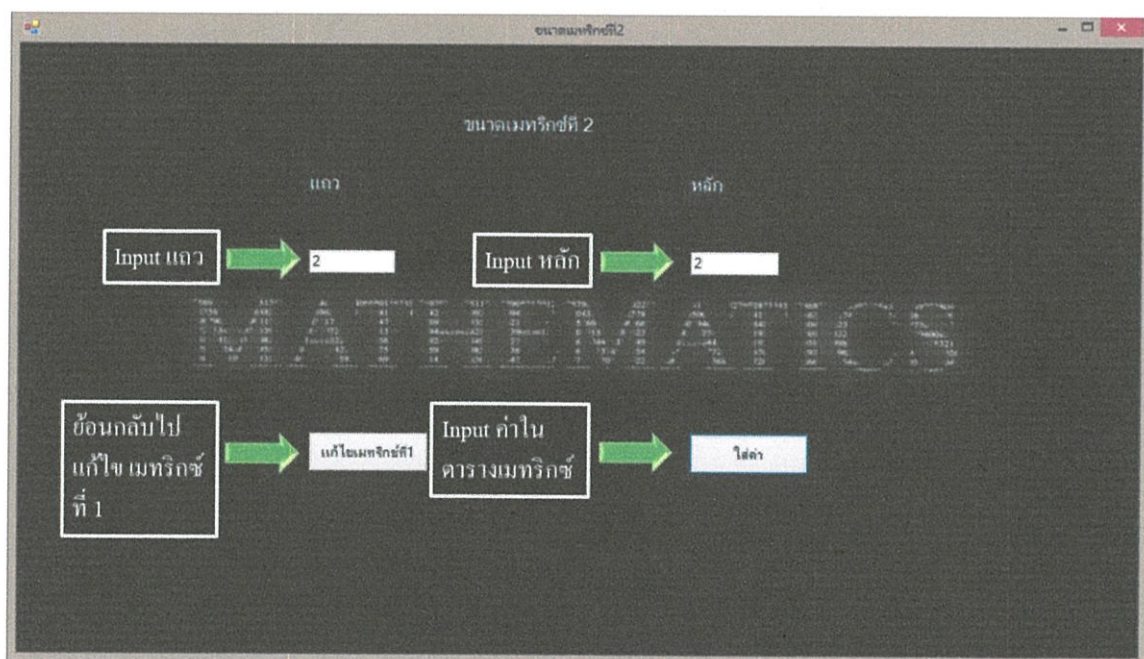 ขนาดเมทริกซ์ที่2
ขนาดเมทริกซ์ที่ 2
แถว
หลัก
Input แถว
2
Input หลัก
2
MATHEMATICS
ย้อนกลับไป
แก้ไข เมทริกซ์
ที่ 1
แก้ไขเมทริกซ์ที่1
Input ค่าใน
ตารางเมทริกซ์
ใส่ค่า